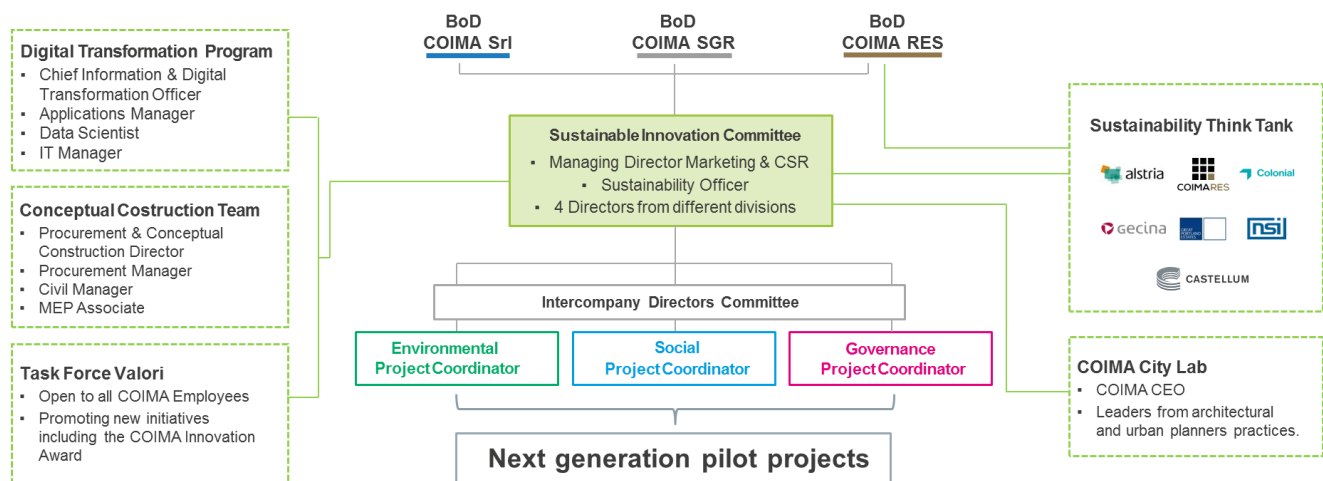 BoD
COIMA Srl
BoD
COIMA SGR
BoD
COIMA RES
Digital Transformation Program
▪ Chief Information & Digital
Transformation Officer
▪ Applications Manager
▪ Data Scientist
▪ IT Manager
Conceptual Costruction Team
▪ Procurement & Conceptual
Construction Director
▪ Procurement Manager
▪ Civil Manager
▪ MEP Associate
Task Force Valori
▪ Open to all COIMA Employees
▪ Promoting new initiatives
including the COIMA Innovation
Award
Sustainable Innovation Committee
▪ Managing Director Marketing & CSR
▪ Sustainability Officer
▪ 4 Directors from different divisions
Intercompany Directors Committee
Environmental
Project Coordinator
Social
Project Coordinator
Governance
Project Coordinator
Next generation pilot projects
Sustainability Think Tank
alstria
COIMARES
Colonial
gecina
GREAT
PORTLAND
ESTATES
nsi
CASTELLUM
COIMA City Lab
▪ COIMA CEO
▪ Leaders from architectural
and urban planners practices.